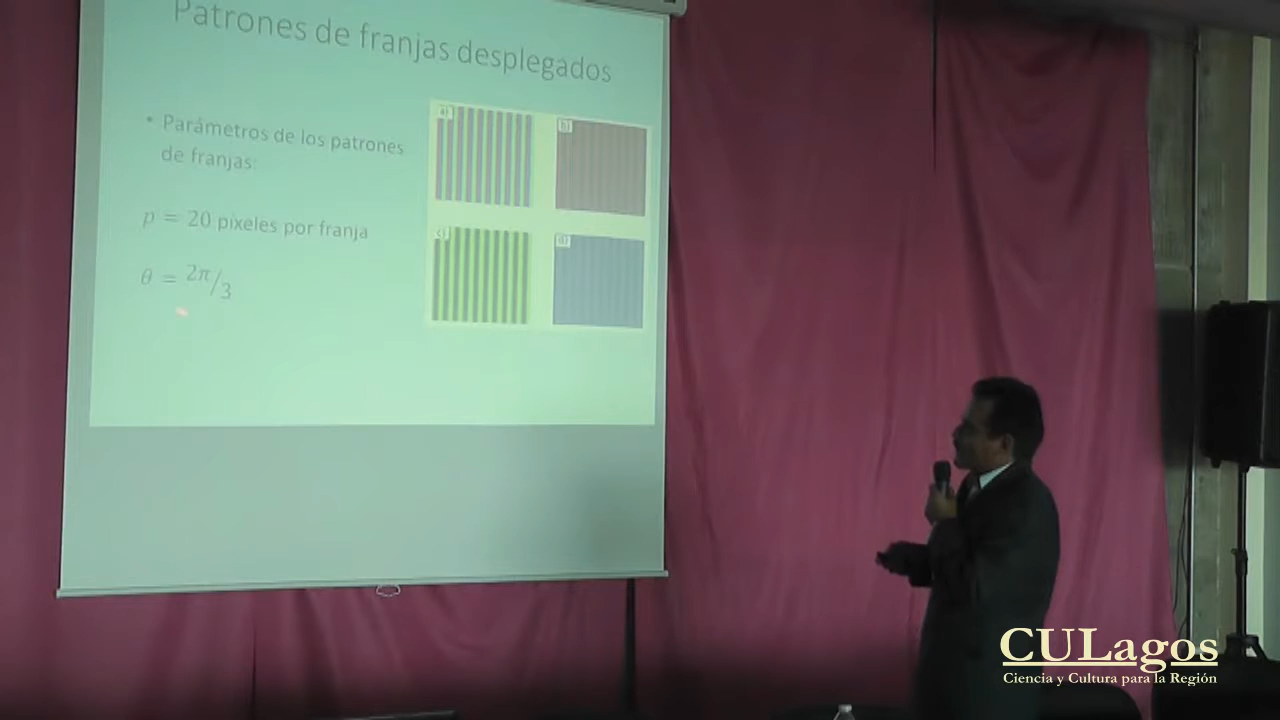 Patrones de franjas desplegados
• Parámetros de los patrones
de franjas:
p = 20 pixeles por franja
θ = 2π/3
a)
b)
c)
d)
CULagos
Ciencia y Cultura para la Región